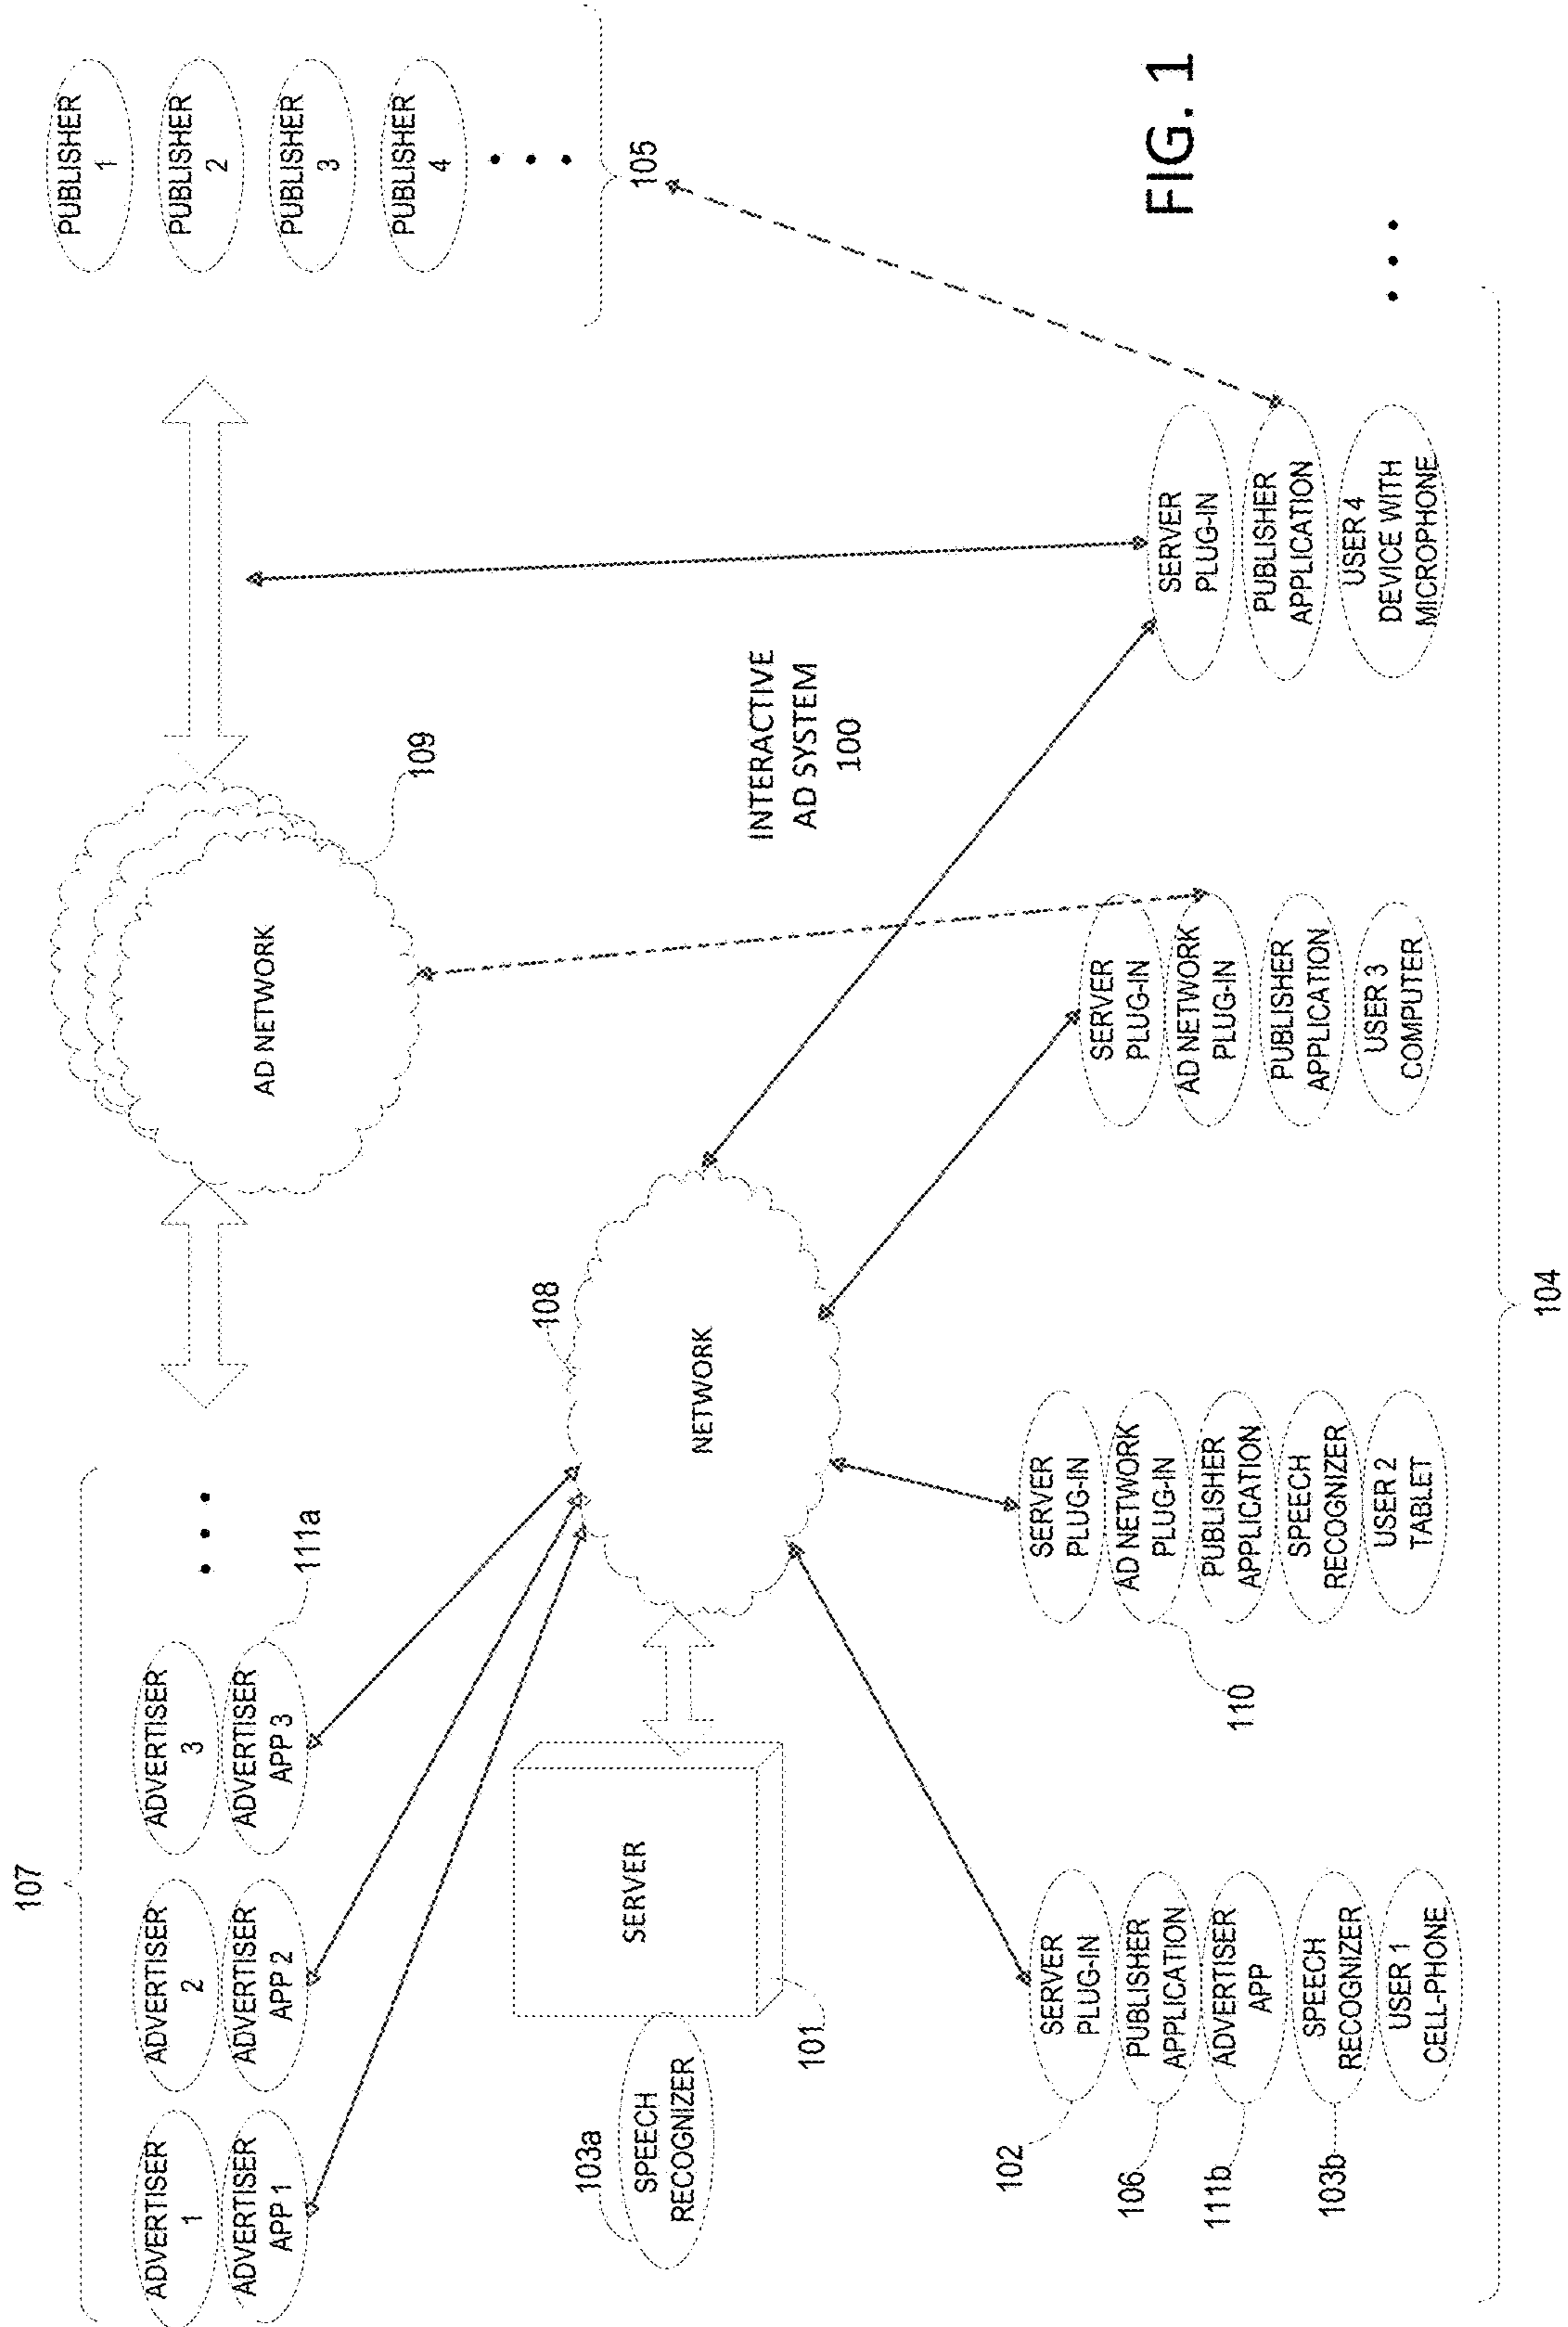 107
ADVERTISER
1
ADVERTISER
APP 1
ADVERTISER
2
ADVERTISER
APP 2
ADVERTISER
3
ADVERTISER
APP 3
111a
AD NETWORK
109
PUBLISHER
1
PUBLISHER
2
PUBLISHER
3
PUBLISHER
4
105
103a
SPEECH
RECOGNIZER
SERVER
101
108
NETWORK
INTERACTIVE
AD SYSTEM
100
102
106
111b
103b
SERVER
PLUG-IN
PUBLISHER
APPLICATION
ADVERTISER
APP
SPEECH
RECOGNIZER
USER 1
CELL-PHONE
110
SERVER
PLUG-IN
AD NETWORK
PLUG-IN
PUBLISHER
APPLICATION
SPEECH
RECOGNIZER
USER 2
TABLET
SERVER
PLUG-IN
AD NETWORK
PLUG-IN
PUBLISHER
APPLICATION
USER 3
COMPUTER
SERVER
PLUG-IN
PUBLISHER
APPLICATION
USER 4
DEVICE WITH
MICROPHONE
104
FIG. 1